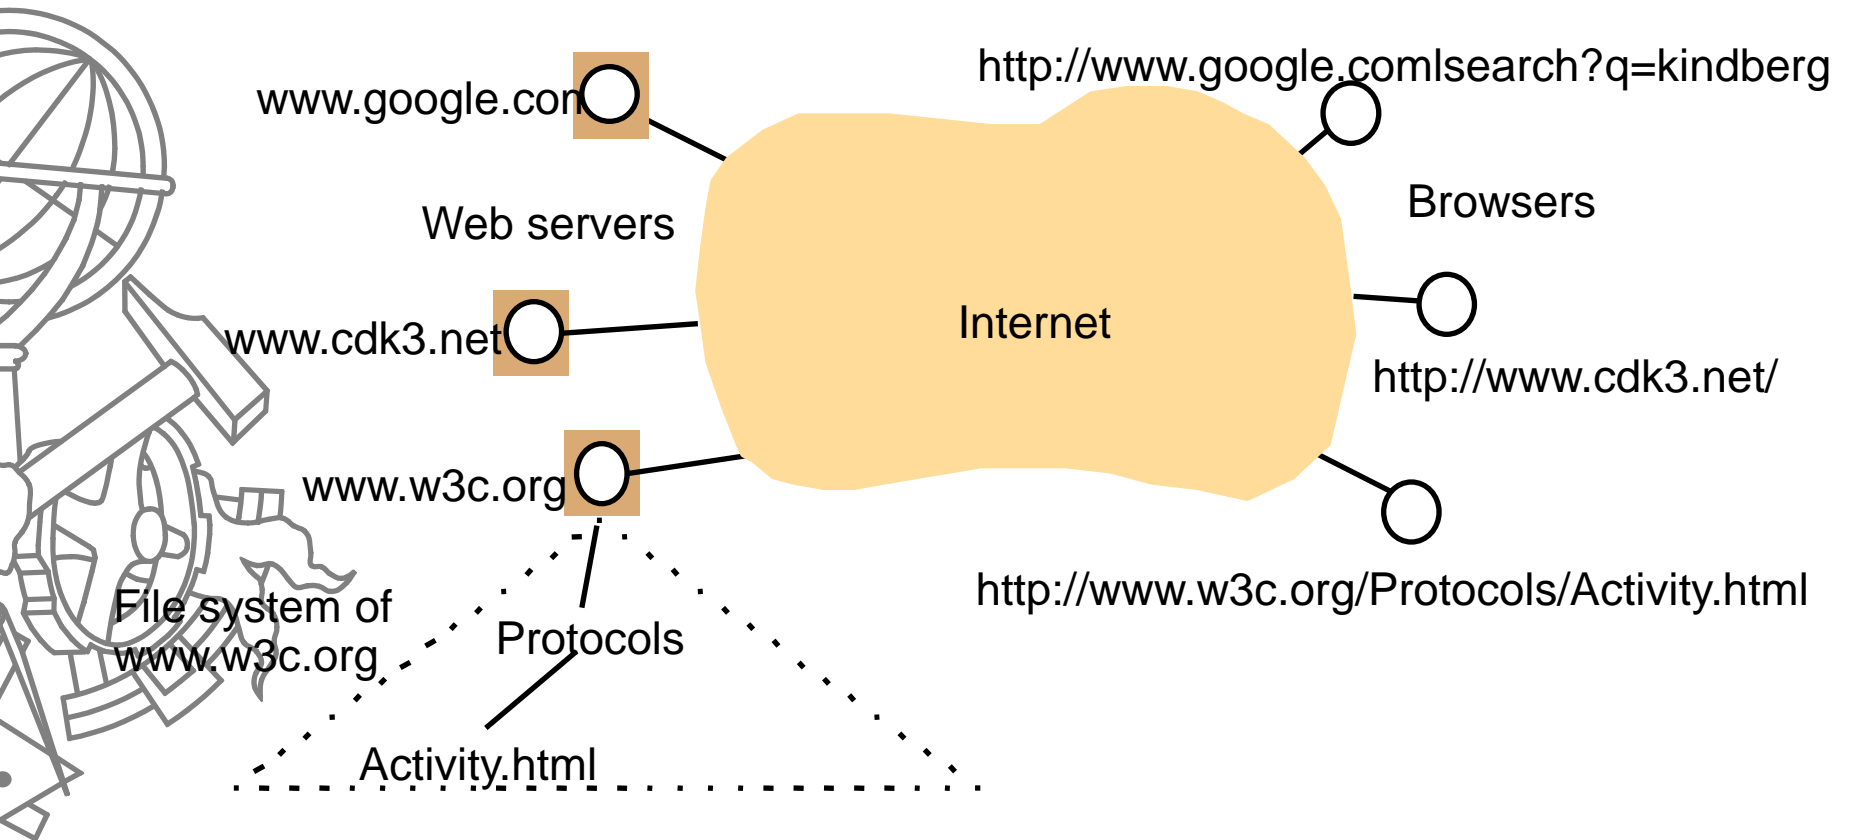 http://www.google.comlsearch?q=kindberg
www.google.com
Browsers
Web servers
Internet
www.cdk3.net
http://www.cdk3.net/
www.w3c.org
http://www.w3c.org/Protocols/Activity.html
File system of
www.w3c.org
Protocols
Activity.html